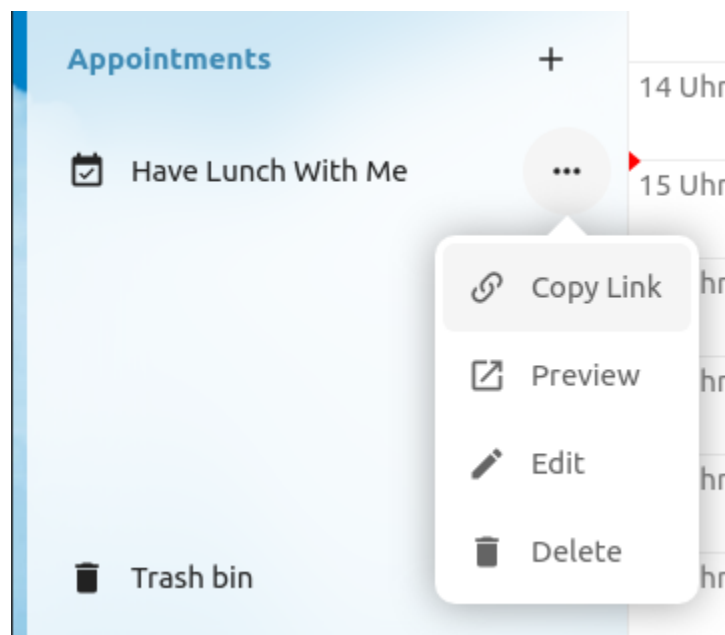 Appointments
14 Uhr
Have Lunch With Me
15 Uhr
Copy Link
Preview
Edit
Delete
Trash bin